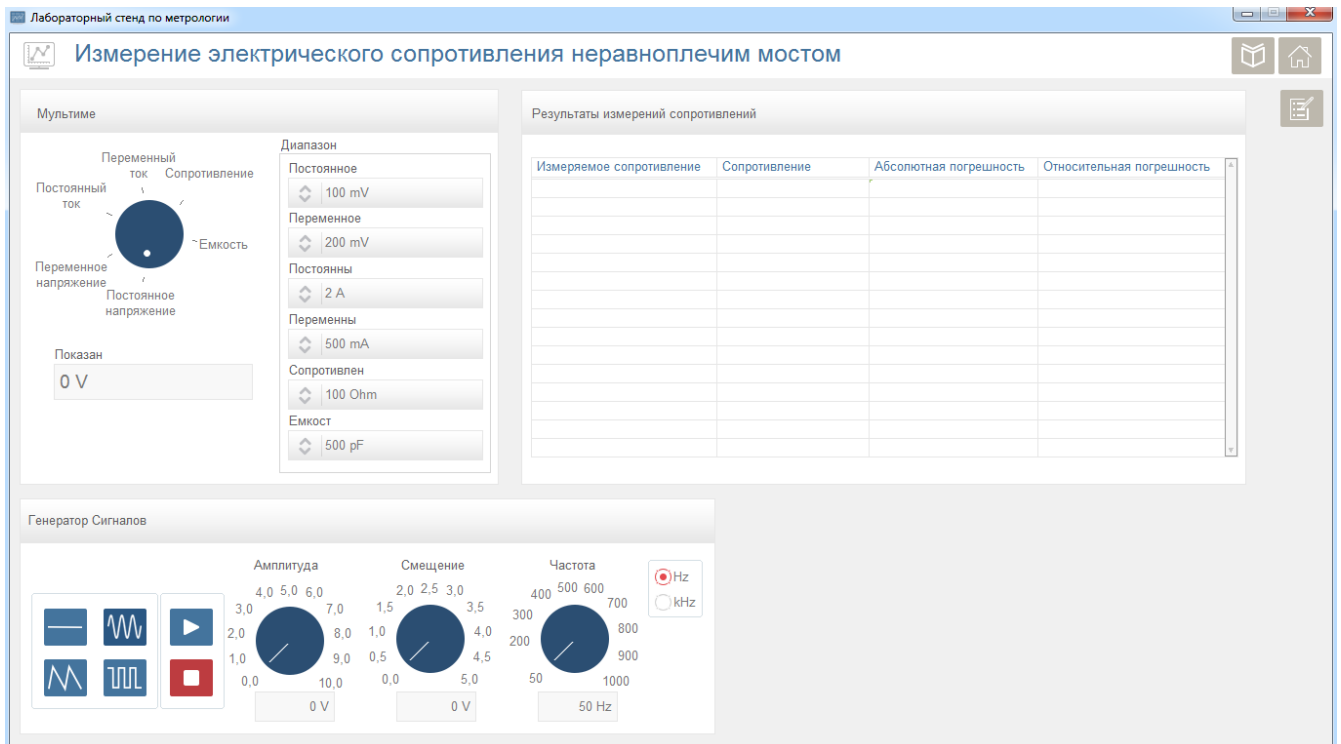 Лабораторный стенд по метрологии
Измерение электрического сопротивления неравноплечим мостом
Мультиме
Переменный
ток
Сопротивление
Постоянный
ток
Емкость
Переменное
напряжение
Постоянное
напряжение
Показан
0 V
Диапазон
Постоянное
100 mV
Переменное
200 mV
Постоянны
2 A
Переменны
500 mA
Сопротивлен
100 Ohm
Емкост
500 pF
Результаты измерений сопротивлений
Измеряемое сопротивление Сопротивление Абсолютная погрешность Относительная погрешность
Генератор Сигналов
Амплитуда
4,0 5,0 6,0
3,0 7,0
2,0 8,0
1,0 9,0
0,0 10,0
0 V
Смещение
2,0 2,5 3,0
1,5 3,5
1,0 4,0
0,5 4,5
0,0 5,0
0 V
Частота
400 500 600
300 700
200 800
900
50 1000
50 Hz
Hz
kHz